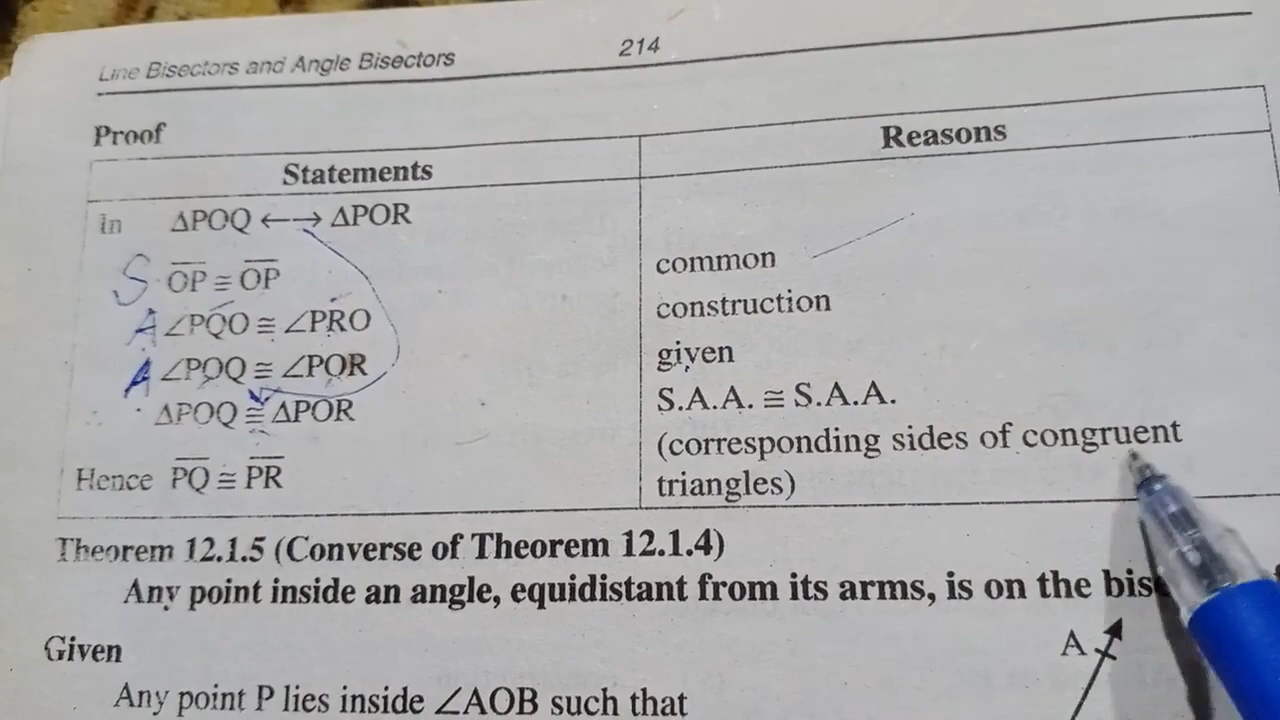 Line Bisectors and Angle Bisectors 214
Proof
Statements Reasons
In ΔPOQ ←→ ΔPOR
S OP ≅ OP common
A ∠PQO ≅ ∠PRO construction
A ∠POQ ≅ ∠POR given
∴ ΔPOQ ≅ ΔPOR S.A.A. ≅ S.A.A.
Hence PQ ≅ PR (corresponding sides of congruent
triangles)
Theorem 12.1.5 (Converse of Theorem 12.1.4)
Any point inside an angle, equidistant from its arms, is on the
Given
A
Any point P lies inside ∠AOB such that